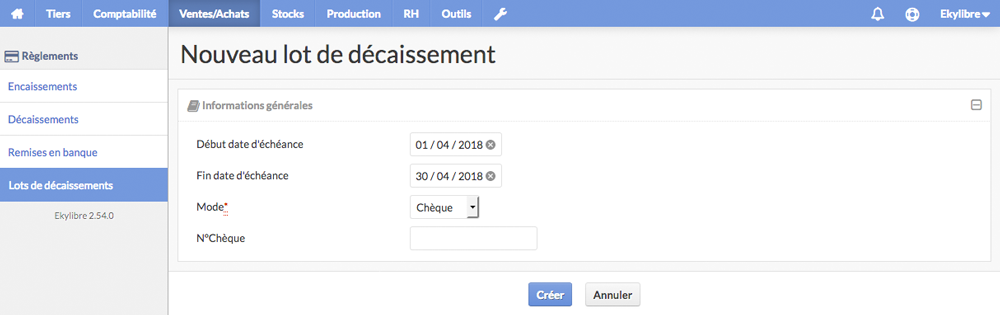 Tiers Comptabilité Ventes/Achats Stocks Production RH Outils Ekylibre
Règlements
Encaissements
Décaissements
Remises en banque
Lots de décaissements
Ekylibre 2.54.0
Nouveau lot de décaissement
Informations générales
Début date d'échéance 01 / 04 / 2018
Fin date d'échéance 30 / 04 / 2018
Mode* Chèque
N°Chèque
Créer Annuler